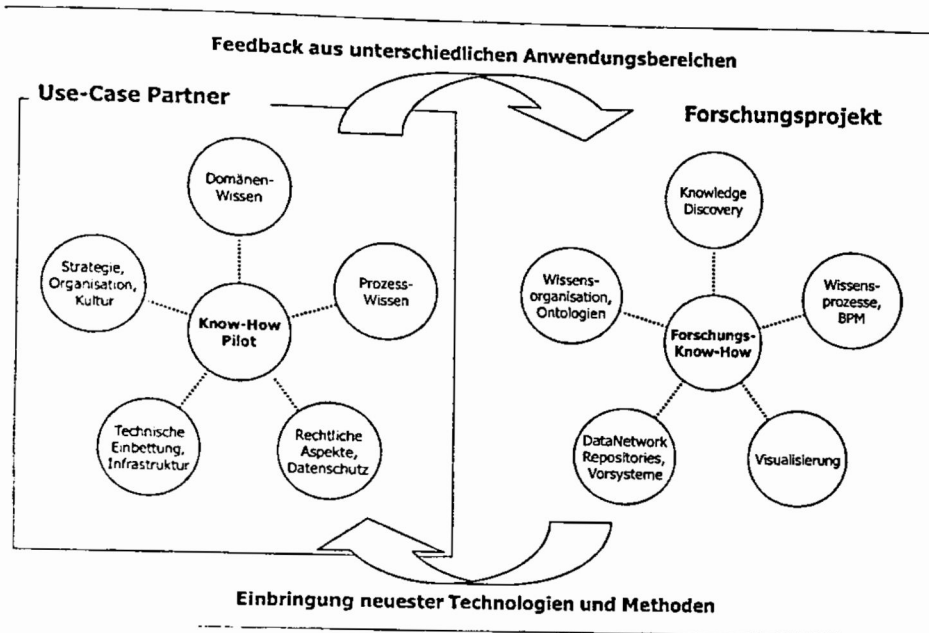 Feedback aus unterschiedlichen Anwendungsbereichen
Use-Case Partner
Domänen-
Wissen
Strategie,
Organisation,
Kultur
Prozess-
Wissen
Know-How
Pilot
Technische
Einbettung,
Infrastruktur
Rechtliche
Aspekte,
Datenschutz
Forschungsprojekt
Knowledge
Discovery
Wissens-
organisation,
Ontologien
Wissens-
prozesse,
BPM
Forschungs-
Know-How
DataNetwork
Repositories,
Vorsysteme
Visualisierung
Einbringung neuester Technologien und Methoden